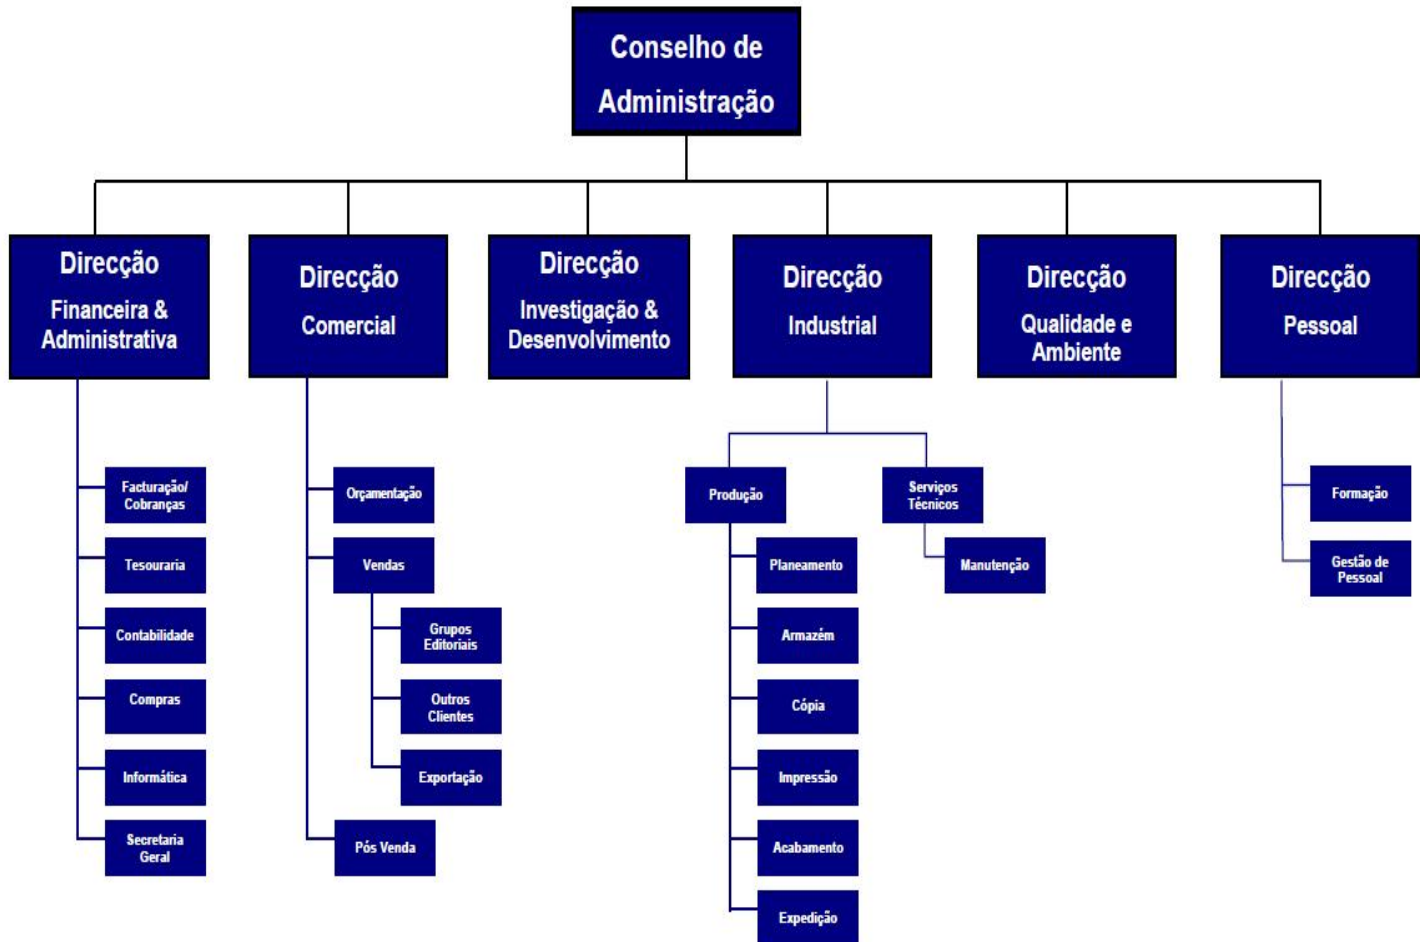 Conselho de
Administração
Direcção
Financeira &
Administrativa
Direcção
Comercial
Direcção
Investigação &
Desenvolvimento
Direcção
Industrial
Direcção
Qualidade e
Ambiente
Direcção
Pessoal
Facturação/
Cobranças
Tesouraria
Contabilidade
Compras
Informática
Secretaria
Geral
Orçamentação
Vendas
Grupos
Editoriais
Outros
Clientes
Exportação
Pós Venda
Produção
Planeamento
Armazém
Cópia
Impressão
Acabamento
Expedição
Serviços
Técnicos
Manutenção
Formação
Gestão de
Pessoal